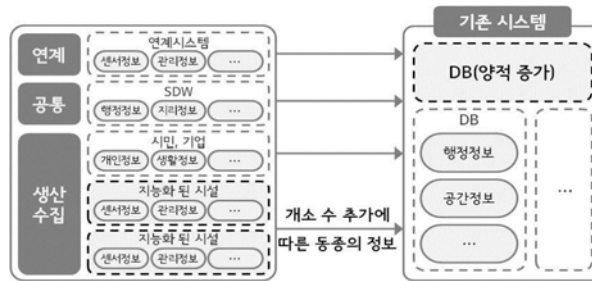 기존 시스템
연계
연계시스템
센서정보 관리정보 ...
DB(양적 증가)
공통
SDW
행정정보 지리정보 ...
DB
생산
수집
시민, 기업
개인정보 생활정보 ...
행정정보
지능화 된 시설
센서정보 관리정보 ...
개소 수 추가에
따른 동종의 정보
공간정보
...
지능화 된 시설
센서정보 관리정보 ...
...